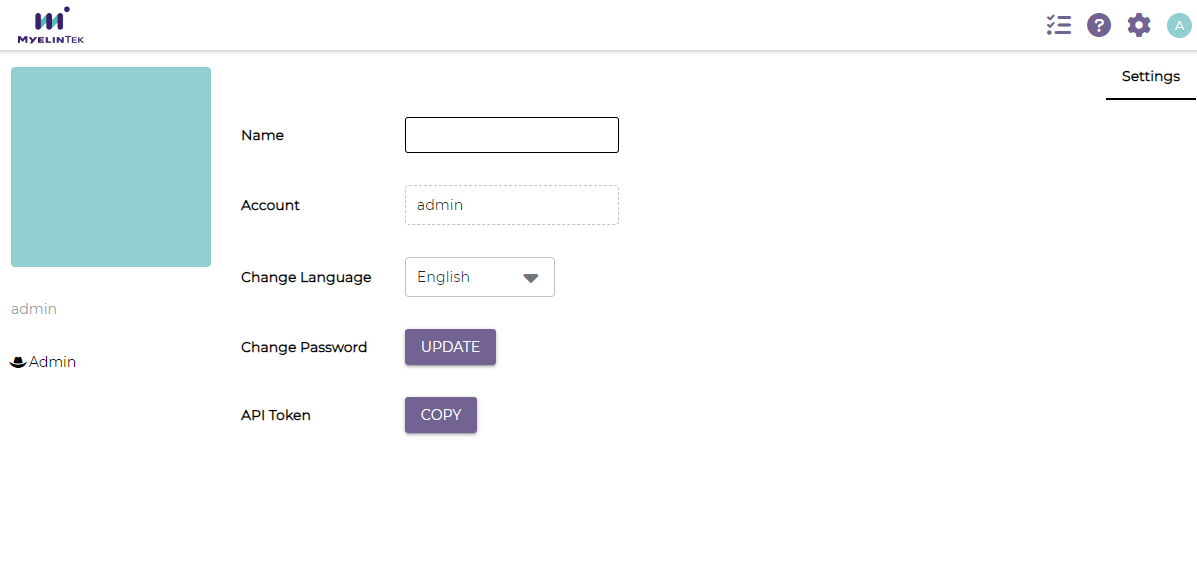 MYELINTEK
?
A
Settings
Name
Account
admin
Change Language
English
Change Password
UPDATE
API Token
COPY
admin
Admin